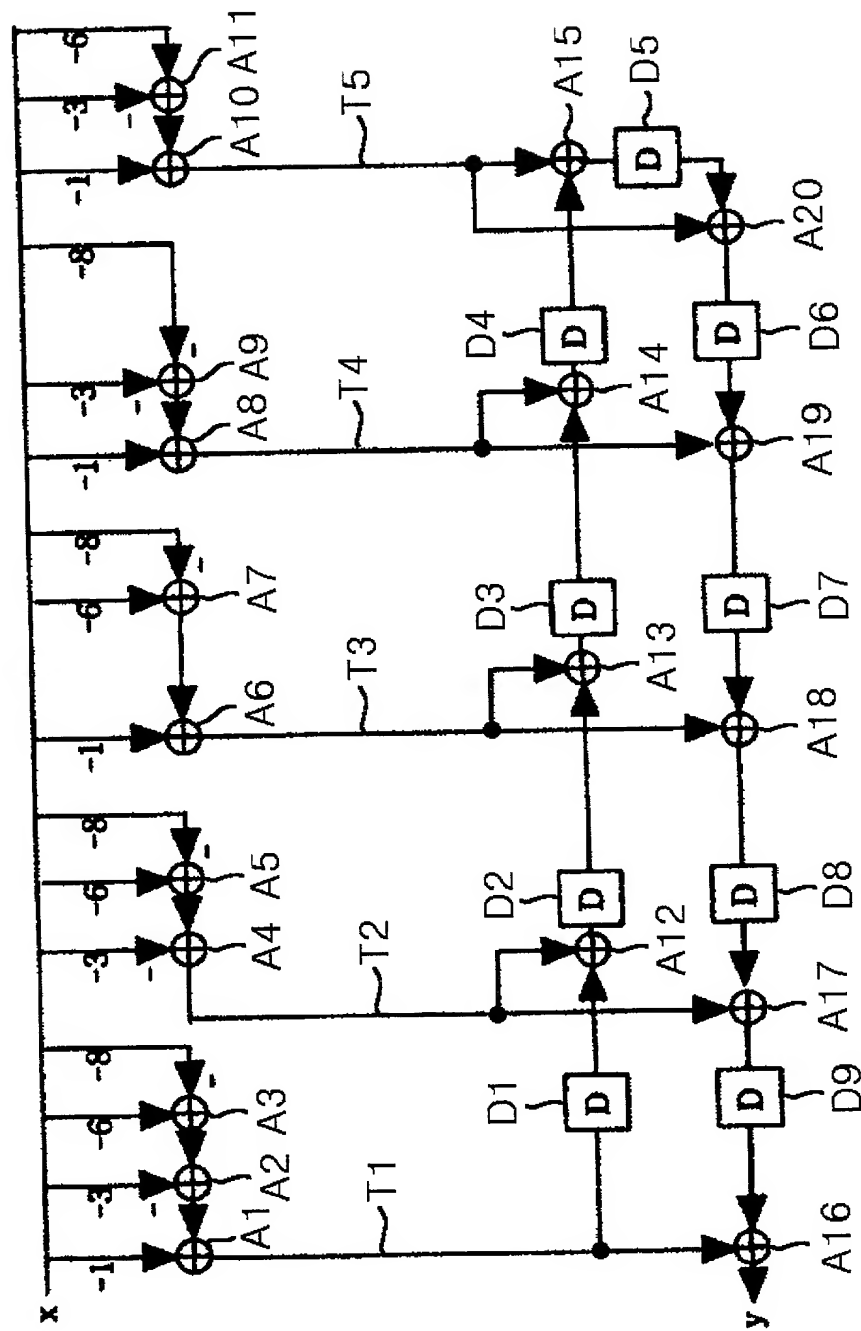 x -1 -3 -6 -8 -3 -6 -8 -1 -6 -8 -1 -3 -8 -1 -3 -6
- - - - - - - -
A1 A2 A3 A4 A5 A6 A7 A8 A9 A10 A11
T1 T2 T3 T4 T5
D1 D2 D3 D4 A15
D D D D
A12 A13 A14 D D5
y D D D D
A16 D9 A17 D8 A18 D7 A19 D6 A20